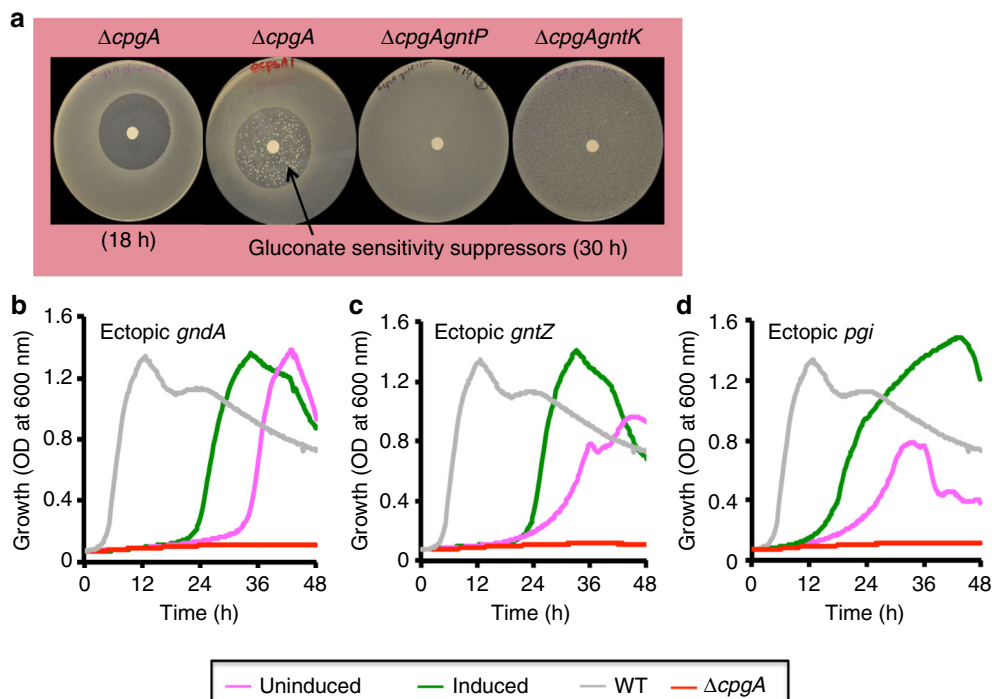 a
ΔcpgA ΔcpgA ΔcpgAgntP ΔcpgAgntK
(18 h)
Gluconate sensitivity suppressors (30 h)
b
Ectopic gndA
Growth (OD at 600 nm)
1.6
1.2
0.8
0.4
0
0 12 24 36 48
Time (h)
c
Ectopic gntZ
Growth (OD at 600 nm)
1.6
1.2
0.8
0.4
0
0 12 24 36 48
Time (h)
d
Ectopic pgi
Growth (OD at 600 nm)
1.6
1.2
0.8
0.4
0
0 12 24 36 48
Time (h)
Uninduced Induced WT ΔcpgA